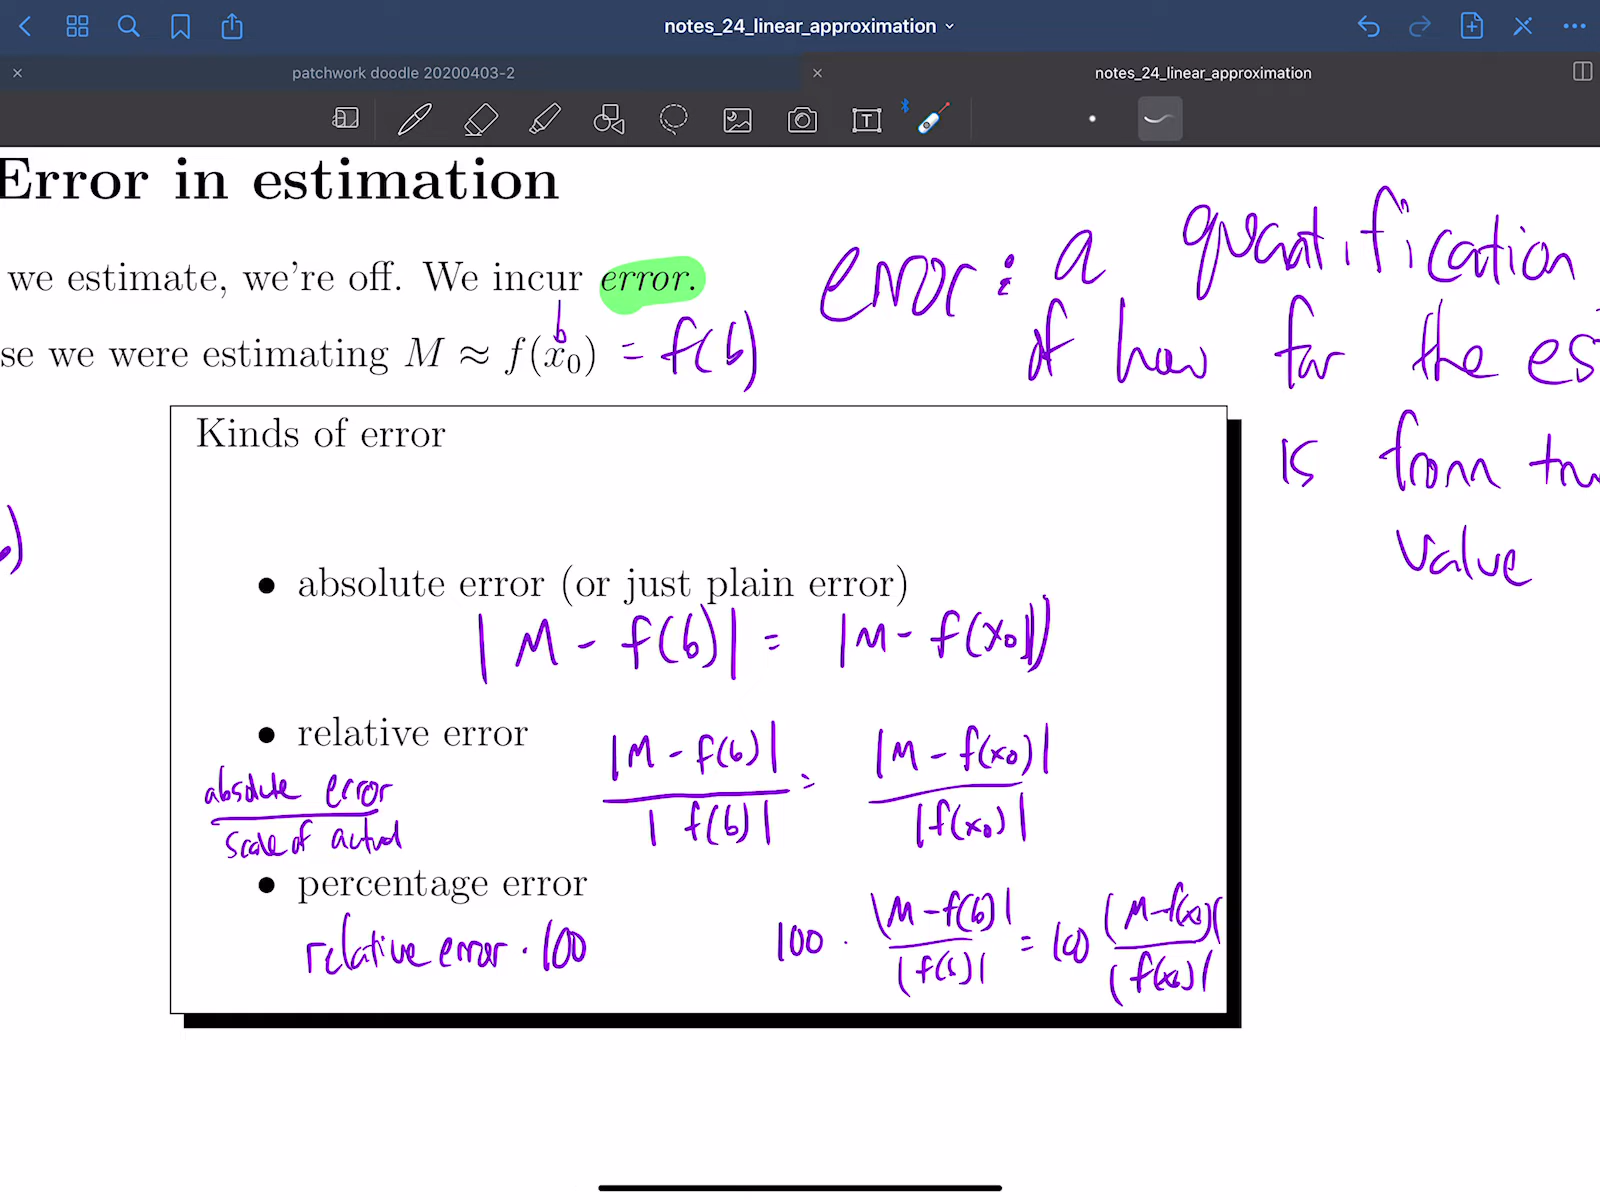 notes_24_linear_approximation
patchwork doodle 20200403-2
notes_24_linear_approximation
T
Error in estimation
we estimate, we're off. We incur error.
b
se we were estimating M ≈ f(x₀) = f(b)
error: a quantification
of how far the es
is from tru
value
Kinds of error
• absolute error (or just plain error)
|M - f(b)| = |M - f(x₀)|
• relative error
absolute error / scale of actual
|M - f(b)| / |f(b)| = |M - f(x₀)| / |f(x₀)|
• percentage error
relative error · 100
100 · |M - f(b)| / |f(b)| = 100 |M - f(x₀)| / |f(x₀)|